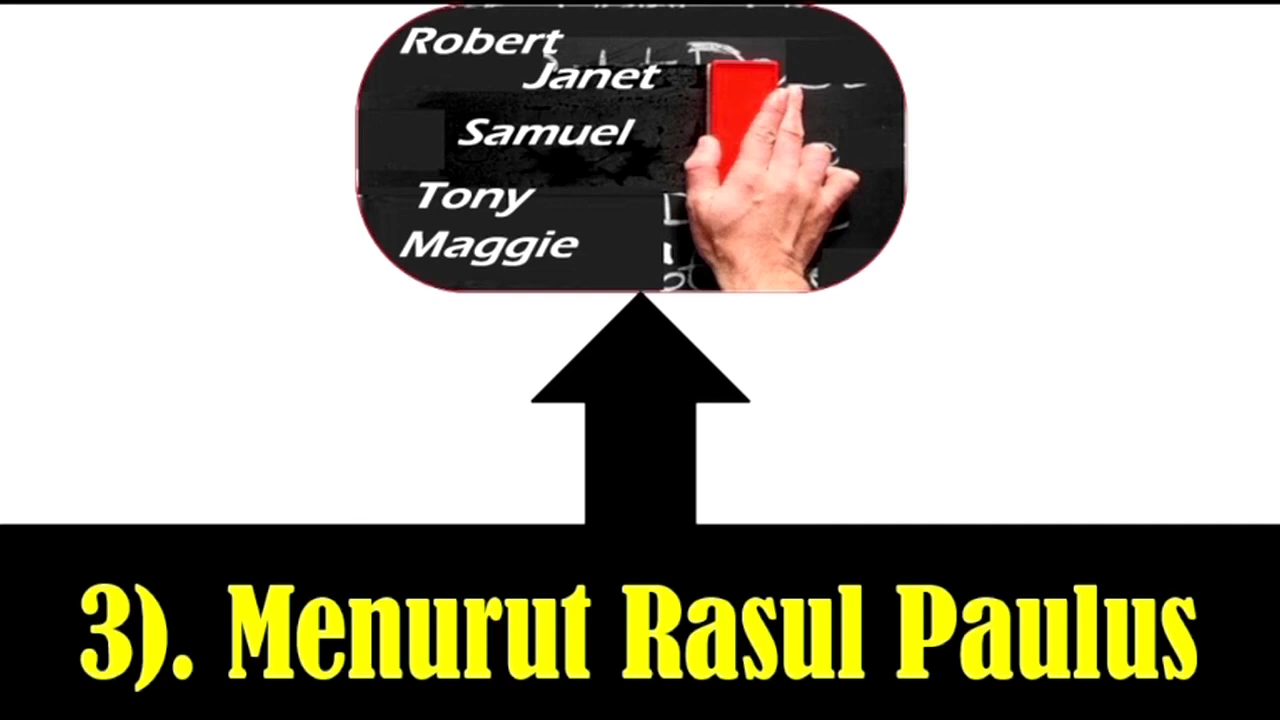 Robert
Janet
Samuel
Tony
Maggie
3). Menurut Rasul Paulus